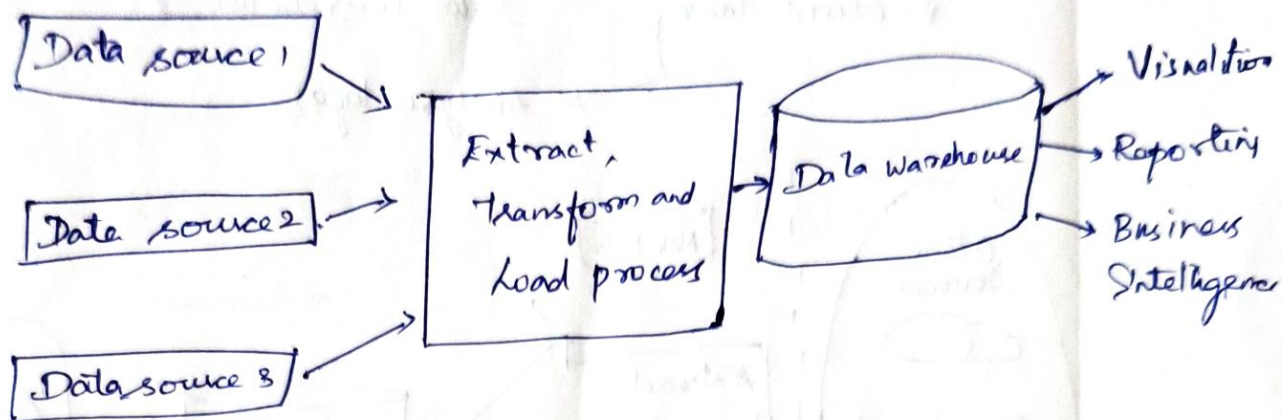 Data source 1
Data source 2
Data source 3
Extract,
transform and
Load process
Data warehouse
Visualition
Reporting
Business
Intelligence